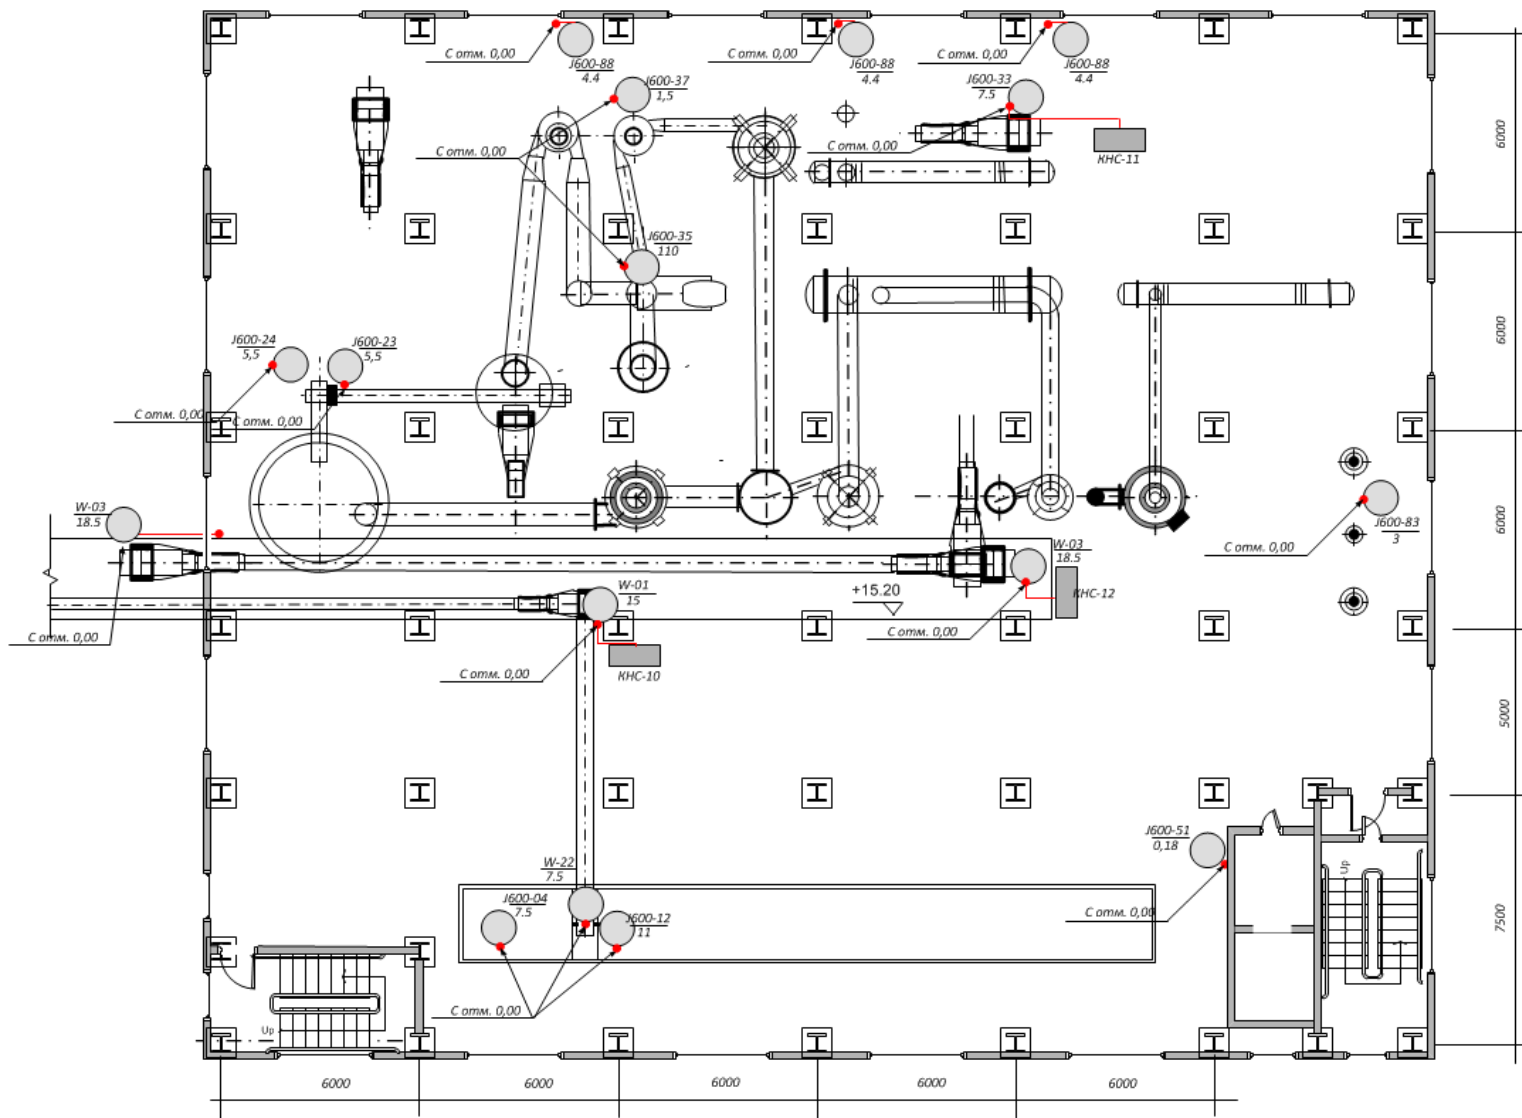 С отм. 0,00
J600-88
4.4
С отм. 0,00
J600-88
4.4
С отм. 0,00
J600-88
4.4
J600-37
1,5
J600-33
7.5
С отм. 0,00
С отм. 0,00
КНС-11
6000
J600-35
110
J600-24
5,5
J600-23
5,5
6000
С отм. 0,00
С отм. 0,00
W-03
18.5
J600-83
3
6000
С отм. 0,00
W-03
18.5
W-01
15
+15.20
КНС-12
С отм. 0,00
С отм. 0,00
С отм. 0,00
КНС-10
5000
J600-51
0,18
W-22
7.5
Up
J600-04
7.5
J600-12
11
С отм. 0,00
7500
С отм. 0,00
Up
6000
6000
6000
6000
6000